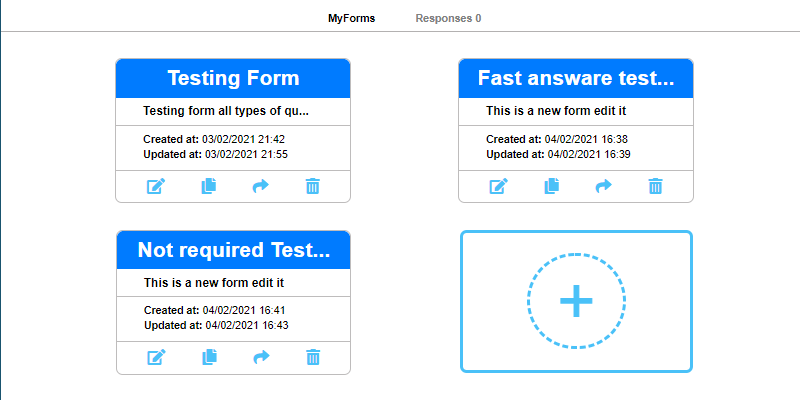 MyForms Responses 0
Testing Form
Testing form all types of qu...
Created at: 03/02/2021 21:42
Updated at: 03/02/2021 21:55
Fast answare test...
This is a new form edit it
Created at: 04/02/2021 16:38
Updated at: 04/02/2021 16:39
Not required Test...
This is a new form edit it
Created at: 04/02/2021 16:41
Updated at: 04/02/2021 16:43